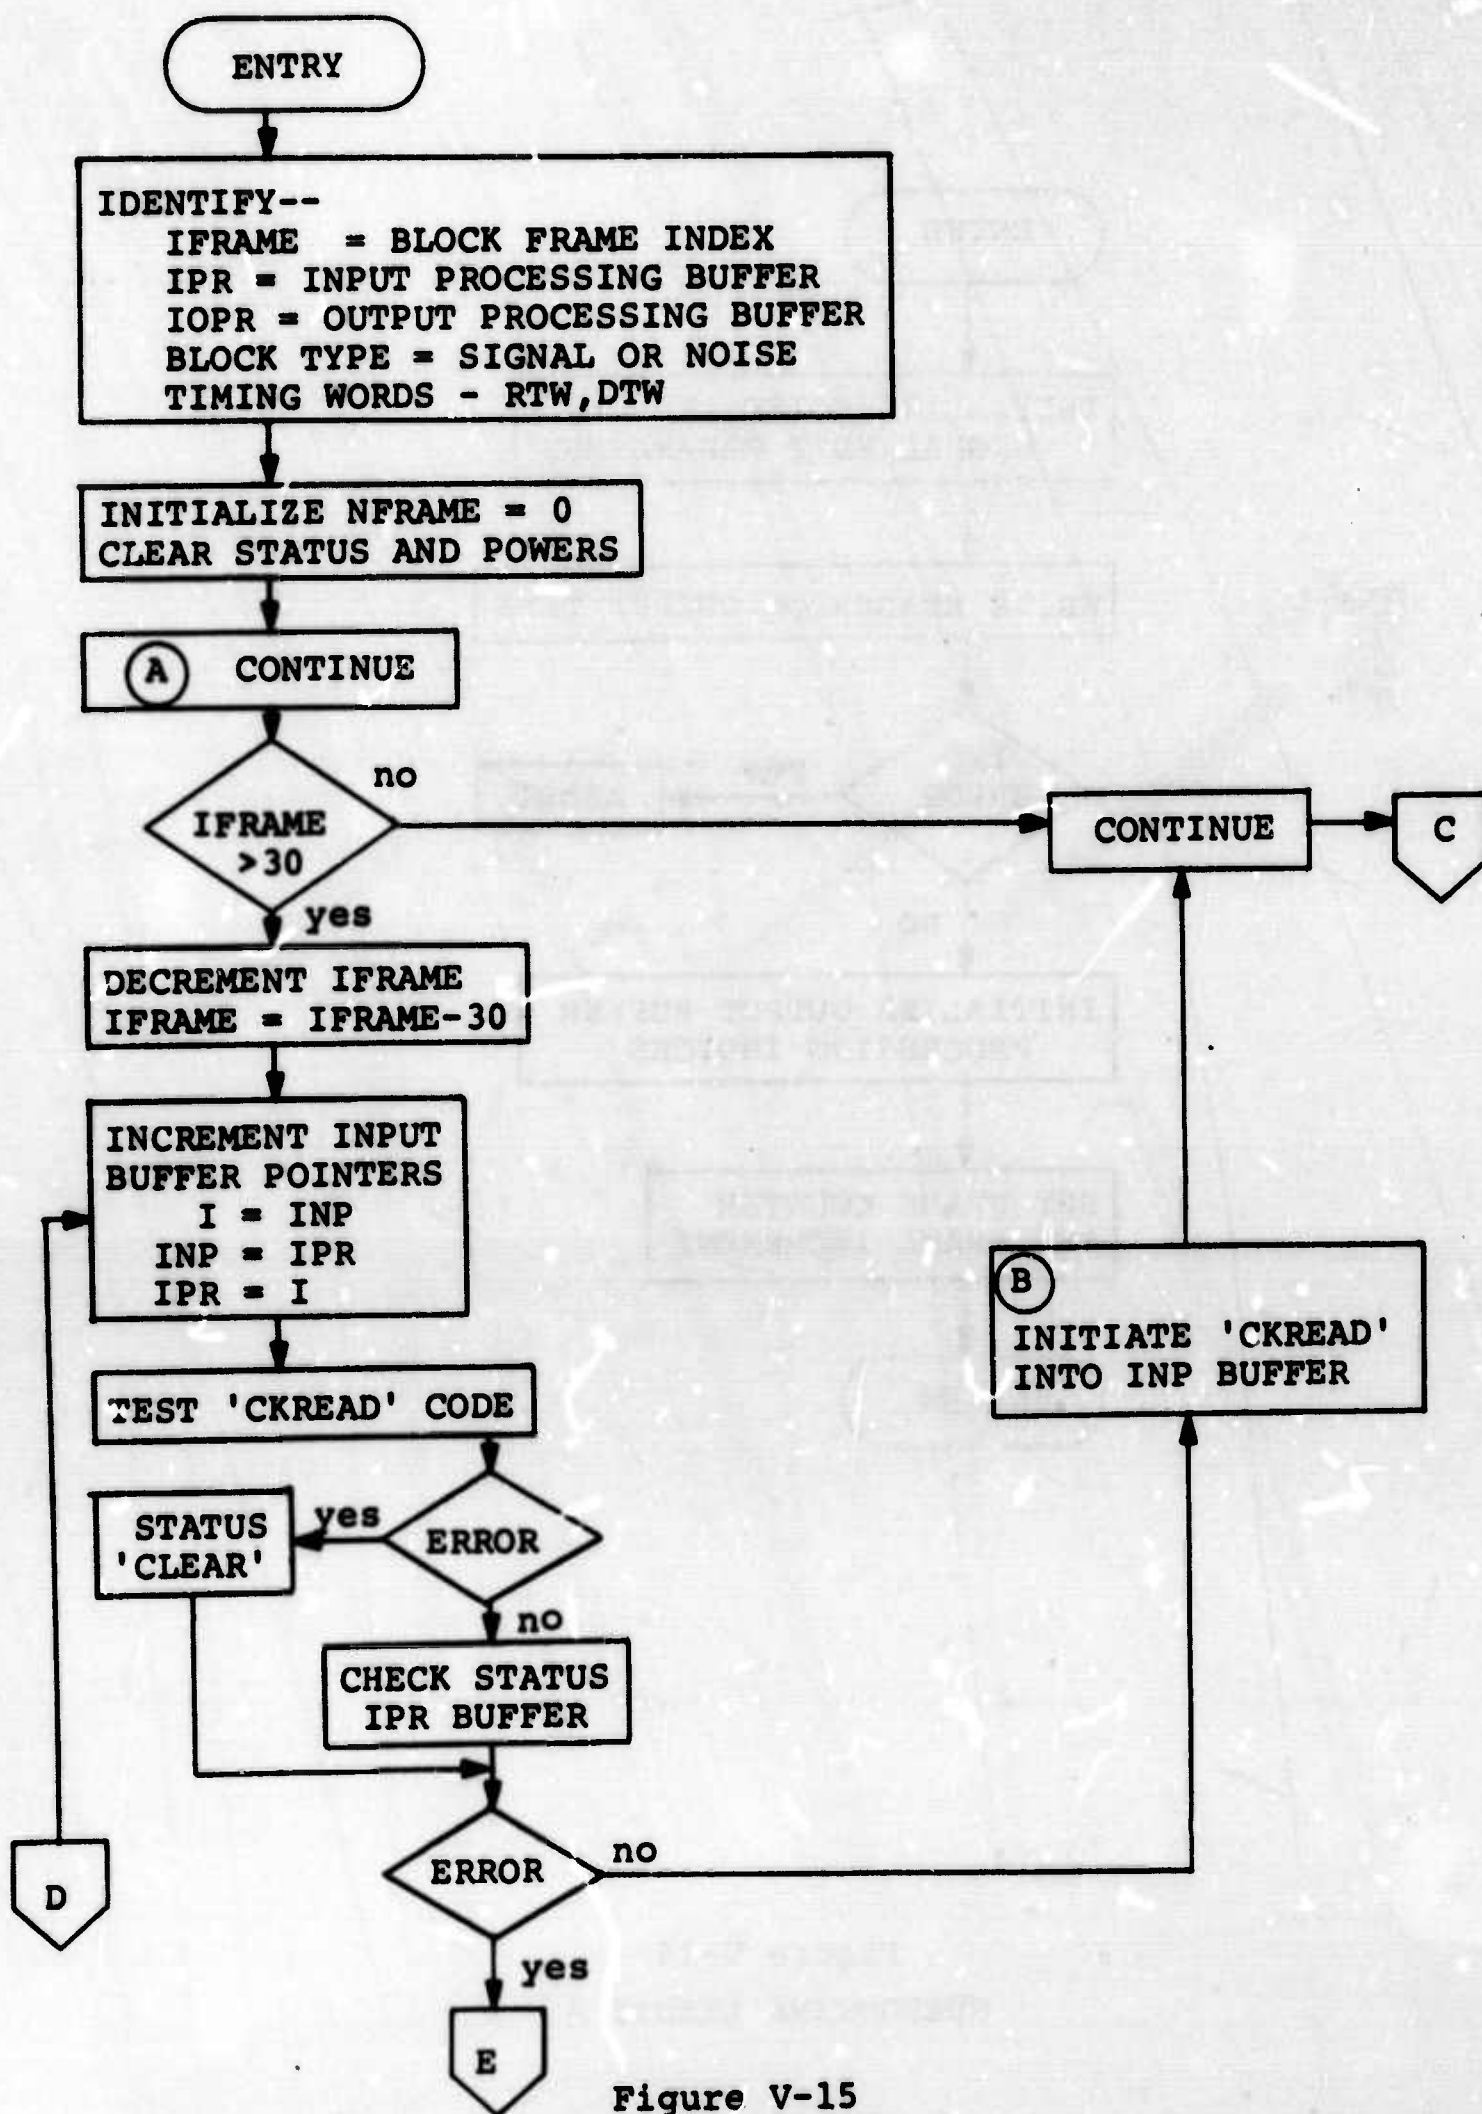 ENTRY
IDENTIFY--
IFRAME = BLOCK FRAME INDEX
IPR = INPUT PROCESSING BUFFER
IOPR = OUTPUT PROCESSING BUFFER
BLOCK TYPE = SIGNAL OR NOISE
TIMING WORDS - RTW,DTW
INITIALIZE NFRAME = 0
CLEAR STATUS AND POWERS
A CONTINUE
no
IFRAME
>30
CONTINUE
C
yes
DECREMENT IFRAME
IFRAME = IFRAME-30
INCREMENT INPUT
BUFFER POINTERS
I = INP
INP = IPR
IPR = I
B
INITIATE 'CKREAD'
INTO INP BUFFER
TEST 'CKREAD' CODE
STATUS
'CLEAR'
yes
ERROR
no
CHECK STATUS
IPR BUFFER
ERROR
no
D
yes
E
Figure V-15